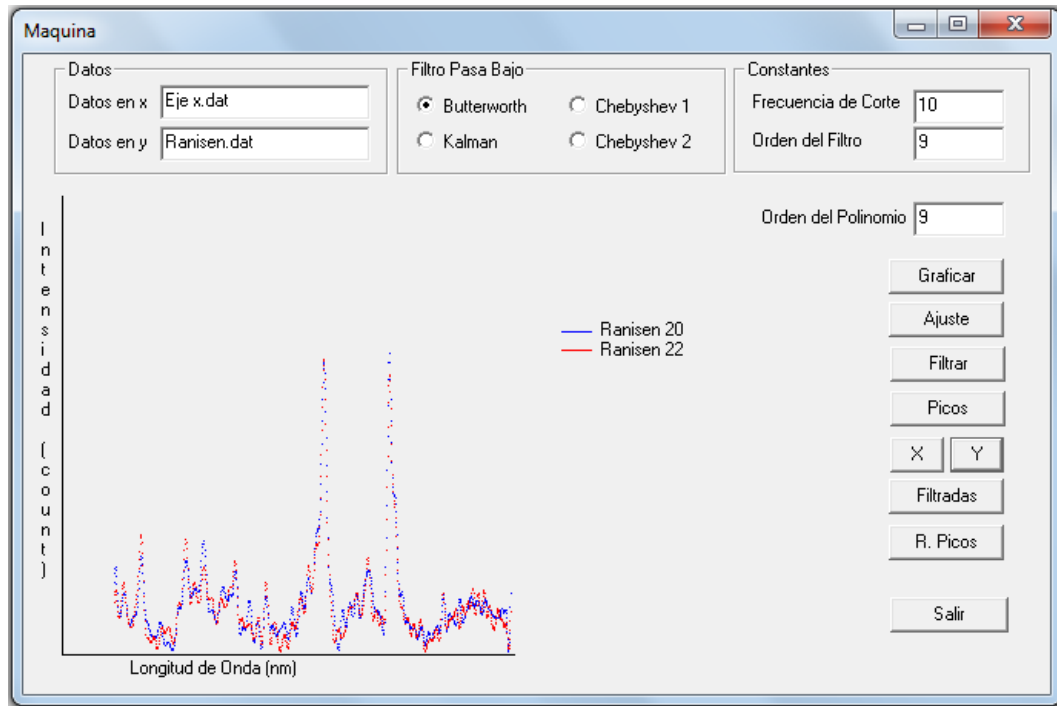 Maquina
Datos
Datos en x Eje x.dat
Datos en y Ranisen.dat
Filtro Pasa Bajo
Butterworth Chebyshev 1
Kalman Chebyshev 2
Constantes
Frecuencia de Corte 10
Orden del Filtro 9
Orden del Polinomio 9
Graficar
Ajuste
Filtrar
Picos
X Y
Filtradas
R. Picos
Salir
Intensidad (count)
Ranisen 20
Ranisen 22
Longitud de Onda (nm)